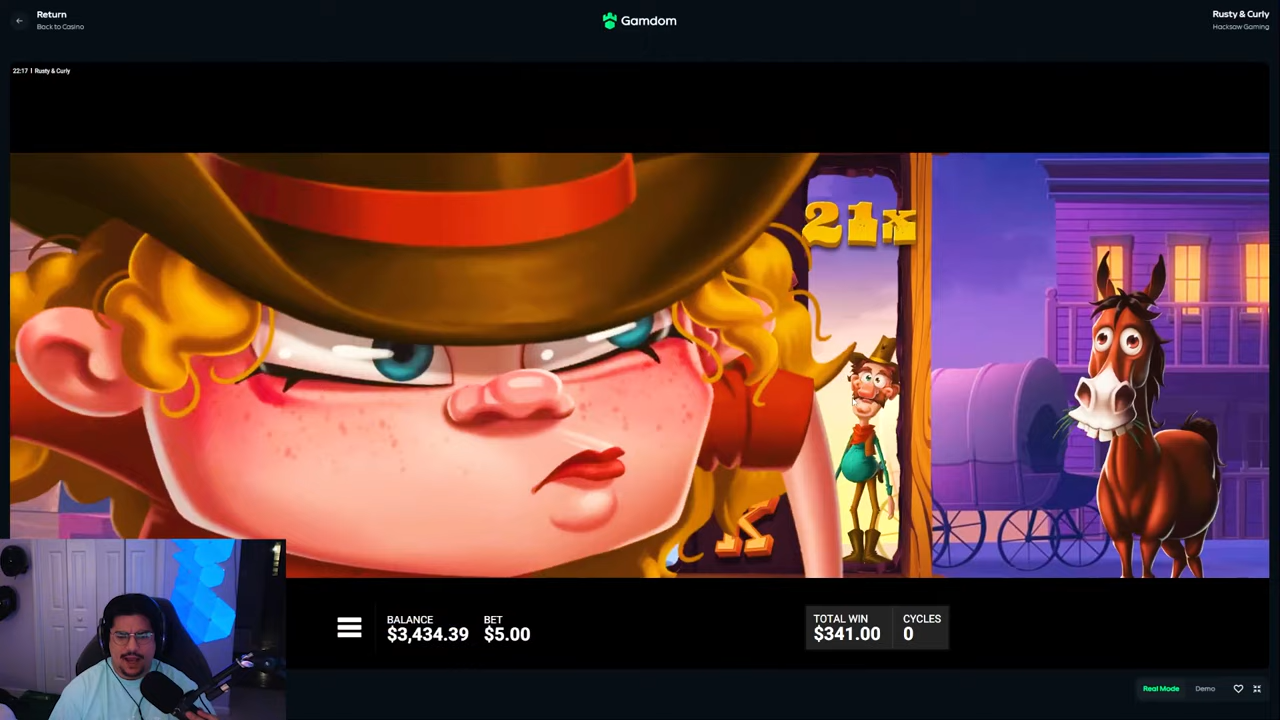 Return
Back to Casino
Gamdom
Rusty & Curly
Hacksaw Gaming
22:17 | Rusty & Curly
21x
BALANCE
$3,434.39
BET
$5.00
TOTAL WIN
$341.00
CYCLES
0
Real Mode
Demo